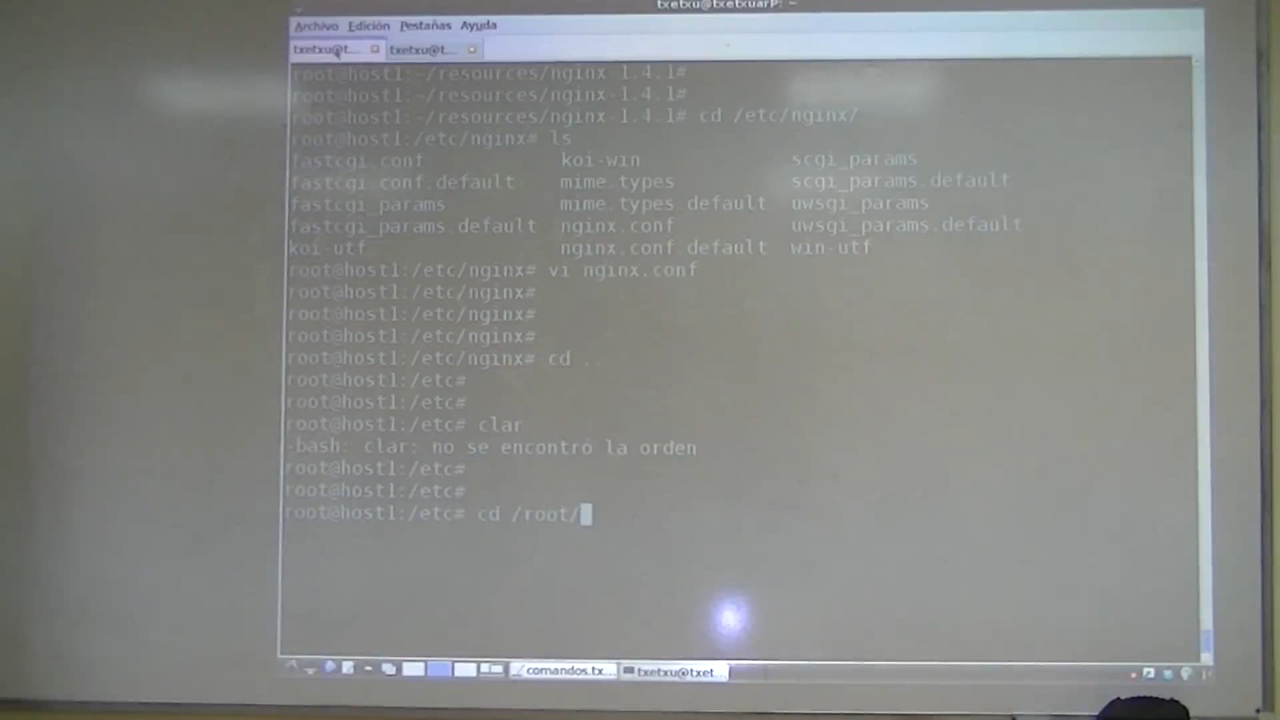 txetxu@txetxuarP: ~
Archivo Edición Pestañas Ayuda
txetxu@t... txetxu@t...
root@host1:~/resources/nginx-1.4.1#
root@host1:~/resources/nginx-1.4.1#
root@host1:~/resources/nginx-1.4.1# cd /etc/nginx/
root@host1:/etc/nginx# ls
fastcgi.conf koi-win scgi_params
fastcgi.conf.default mime.types scgi_params.default
fastcgi_params mime.types.default uwsgi_params
fastcgi_params.default nginx.conf uwsgi_params.default
koi-utf nginx.conf.default win-utf
root@host1:/etc/nginx# vi nginx.conf
root@host1:/etc/nginx#
root@host1:/etc/nginx#
root@host1:/etc/nginx#
root@host1:/etc/nginx# cd ..
root@host1:/etc#
root@host1:/etc#
root@host1:/etc# clar
-bash: clar: no se encontró la orden
root@host1:/etc#
root@host1:/etc#
root@host1:/etc# cd /root/
comandos.tx... txetxu@txet...